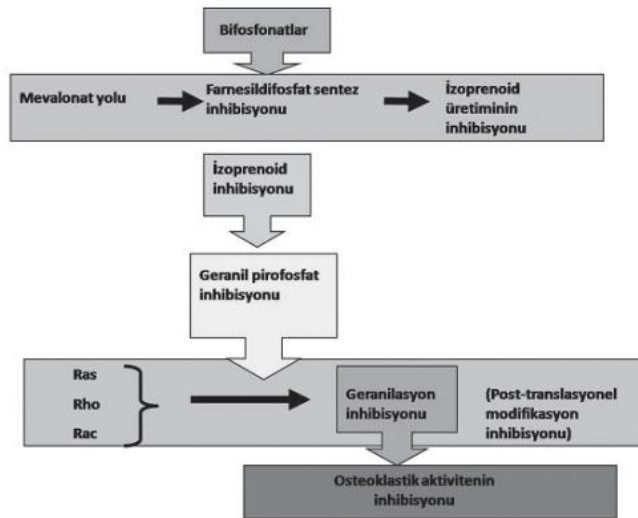 Bifosfonatlar
Mevalonat yolu
Farnesildifosfat sentez
inhibisyonu
İzoprenoid
üretiminin
inhibisyonu
İzoprenoid
inhibisyonu
Geranil pirofosfat
inhibisyonu
Ras
Rho
Rac
Geranilasyon
inhibisyonu
(Post-translasyonel
modifikasyon
inhibisyonu)
Osteoklastik aktivitenin
inhibisyonu